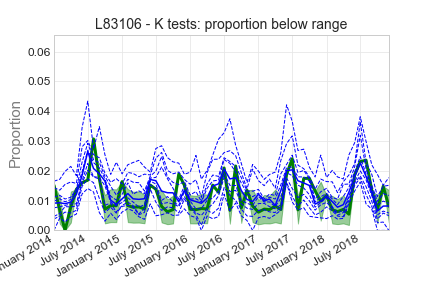 L83106 - K tests: proportion below range
Proportion
0.06
0.05
0.04
0.03
0.02
0.01
0.00
nuary 2014
July 2014
January 2015
July 2015
January 2016
July 2016
January 2017
July 2017
January 2018
July 2018